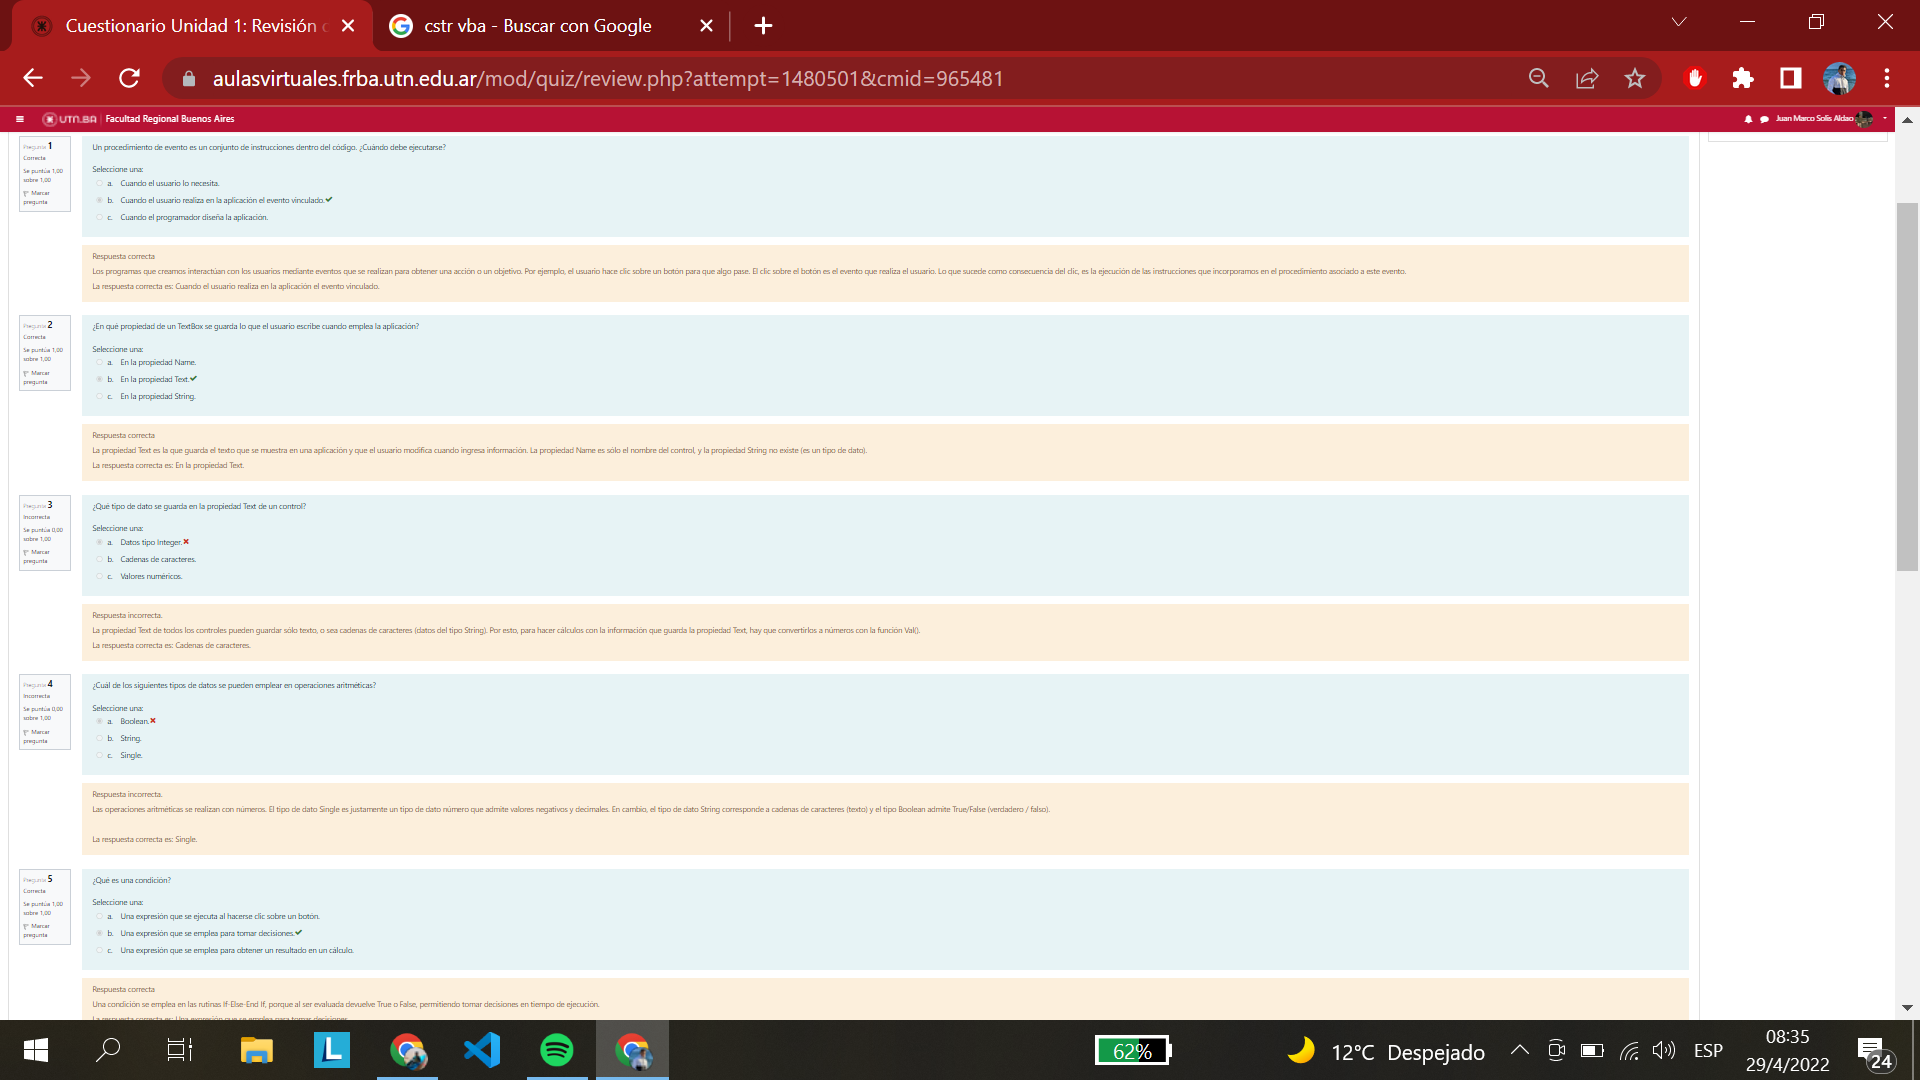 Cuestionario Unidad 1: Revisión
cstr vba - Buscar con Google
aulasvirtuales.frba.utn.edu.ar/mod/quiz/review.php?attempt=1480501&cmid=965481
UTN.BA Facultad Regional Buenos Aires
Juan Marco Solis Aldao
Pregunta 1
Correcta
Se puntúa 1,00
sobre 1,00
Marcar
pregunta
Un procedimiento de evento es un conjunto de instrucciones dentro del código. ¿Cuándo debe ejecutarse?
Seleccione una:
a. Cuando el usuario lo necesita.
b. Cuando el usuario realiza en la aplicación el evento vinculado.
c. Cuando el programador diseña la aplicación.
Respuesta correcta
Los programas que creamos interactúan con los usuarios mediante eventos que se realizan para obtener una acción o un objetivo. Por ejemplo, el usuario hace clic sobre un botón para que algo pase. El clic sobre el botón es el evento que realiza el usuario. Lo que sucede como consecuencia del clic, es la ejecución de las instrucciones que incorporamos en el procedimiento asociado a este evento.
La respuesta correcta es: Cuando el usuario realiza en la aplicación el evento vinculado.
Pregunta 2
Correcta
Se puntúa 1,00
sobre 1,00
Marcar
pregunta
¿En qué propiedad de un TextBox se guarda lo que el usuario escribe cuando emplea la aplicación?
Seleccione una:
a. En la propiedad Name.
b. En la propiedad Text.
c. En la propiedad String.
Respuesta correcta
La propiedad Text es la que guarda el texto que se muestra en una aplicación y que el usuario modifica cuando ingresa información. La propiedad Name es sólo el nombre del control, y la propiedad String no existe (es un tipo de dato).
La respuesta correcta es: En la propiedad Text.
Pregunta 3
Incorrecta
Se puntúa 0,00
sobre 1,00
Marcar
pregunta
¿Qué tipo de dato se guarda en la propiedad Text de un control?
Seleccione una:
a. Datos tipo Integer.
b. Cadenas de caracteres.
c. Valores numéricos.
Respuesta incorrecta.
La propiedad Text de todos los controles pueden guardar sólo texto, o sea cadenas de caracteres (datos del tipo String). Por esto, para hacer cálculos con la información que guarda la propiedad Text, hay que convertirlos a números con la función Val().
La respuesta correcta es: Cadenas de caracteres.
Pregunta 4
Incorrecta
Se puntúa 0,00
sobre 1,00
Marcar
pregunta
¿Cuál de los siguientes tipos de datos se pueden emplear en operaciones aritméticas?
Seleccione una:
a. Boolean.
b. String.
c. Single.
Respuesta incorrecta.
Las operaciones aritméticas se realizan con números. El tipo de dato Single es justamente un tipo de dato número que admite valores negativos y decimales. En cambio, el tipo de dato String corresponde a cadenas de caracteres (texto) y el tipo Boolean admite True/False (verdadero / falso).
La respuesta correcta es: Single.
Pregunta 5
Correcta
Se puntúa 1,00
sobre 1,00
Marcar
pregunta
¿Qué es una condición?
Seleccione una:
a. Una expresión que se ejecuta al hacerse clic sobre un botón.
b. Una expresión que se emplea para tomar decisiones.
c. Una expresión que se emplea para obtener un resultado en un cálculo.
Respuesta correcta
Una condición se emplea en las rutinas If-Else-End If, porque al ser evaluada devuelve True o False, permitiendo tomar decisiones en tiempo de ejecución.
La respuesta correcta es: Una expresión que se emplea para tomar decisiones.
L
62%
12°C Despejado
ESP
08:35
29/4/2022
24